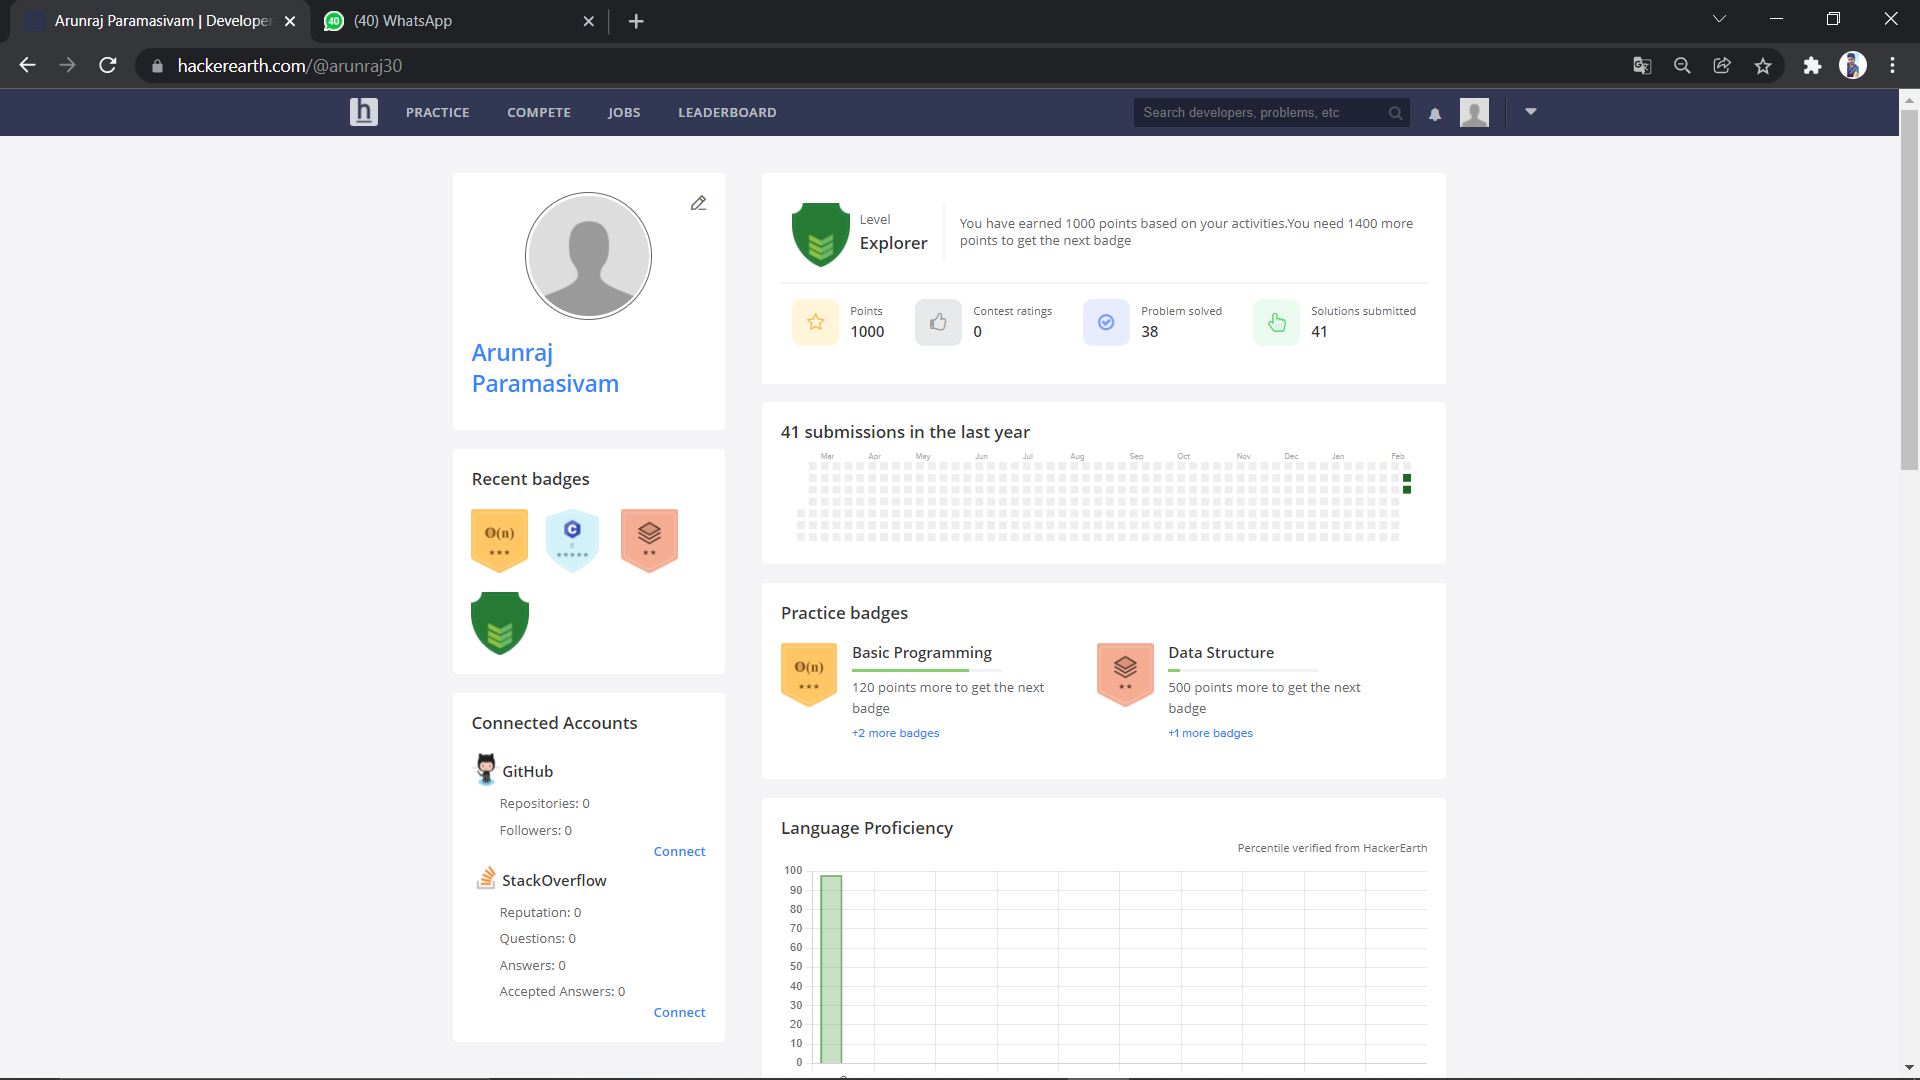 Arunraj Paramasivam | Developer
(40) WhatsApp
hackerearth.com/@arunraj30
h PRACTICE COMPETE JOBS LEADERBOARD
Search developers, problems, etc
Arunraj
Paramasivam
Recent badges
(n)
C
Connected Accounts
GitHub
Repositories: 0
Followers: 0
Connect
StackOverflow
Reputation: 0
Questions: 0
Answers: 0
Accepted Answers: 0
Connect
Level
Explorer
You have earned 1000 points based on your activities.You need 1400 more
points to get the next badge
Points
1000
Contest ratings
0
Problem solved
38
Solutions submitted
41
41 submissions in the last year
Mar Apr May Jun Jul Aug Sep Oct Nov Dec Jan Feb
Practice badges
(n)
Basic Programming
120 points more to get the next
badge
+2 more badges
Data Structure
500 points more to get the next
badge
+1 more badges
Language Proficiency
Percentile verified from HackerEarth
100
90
80
70
60
50
40
30
20
10
0